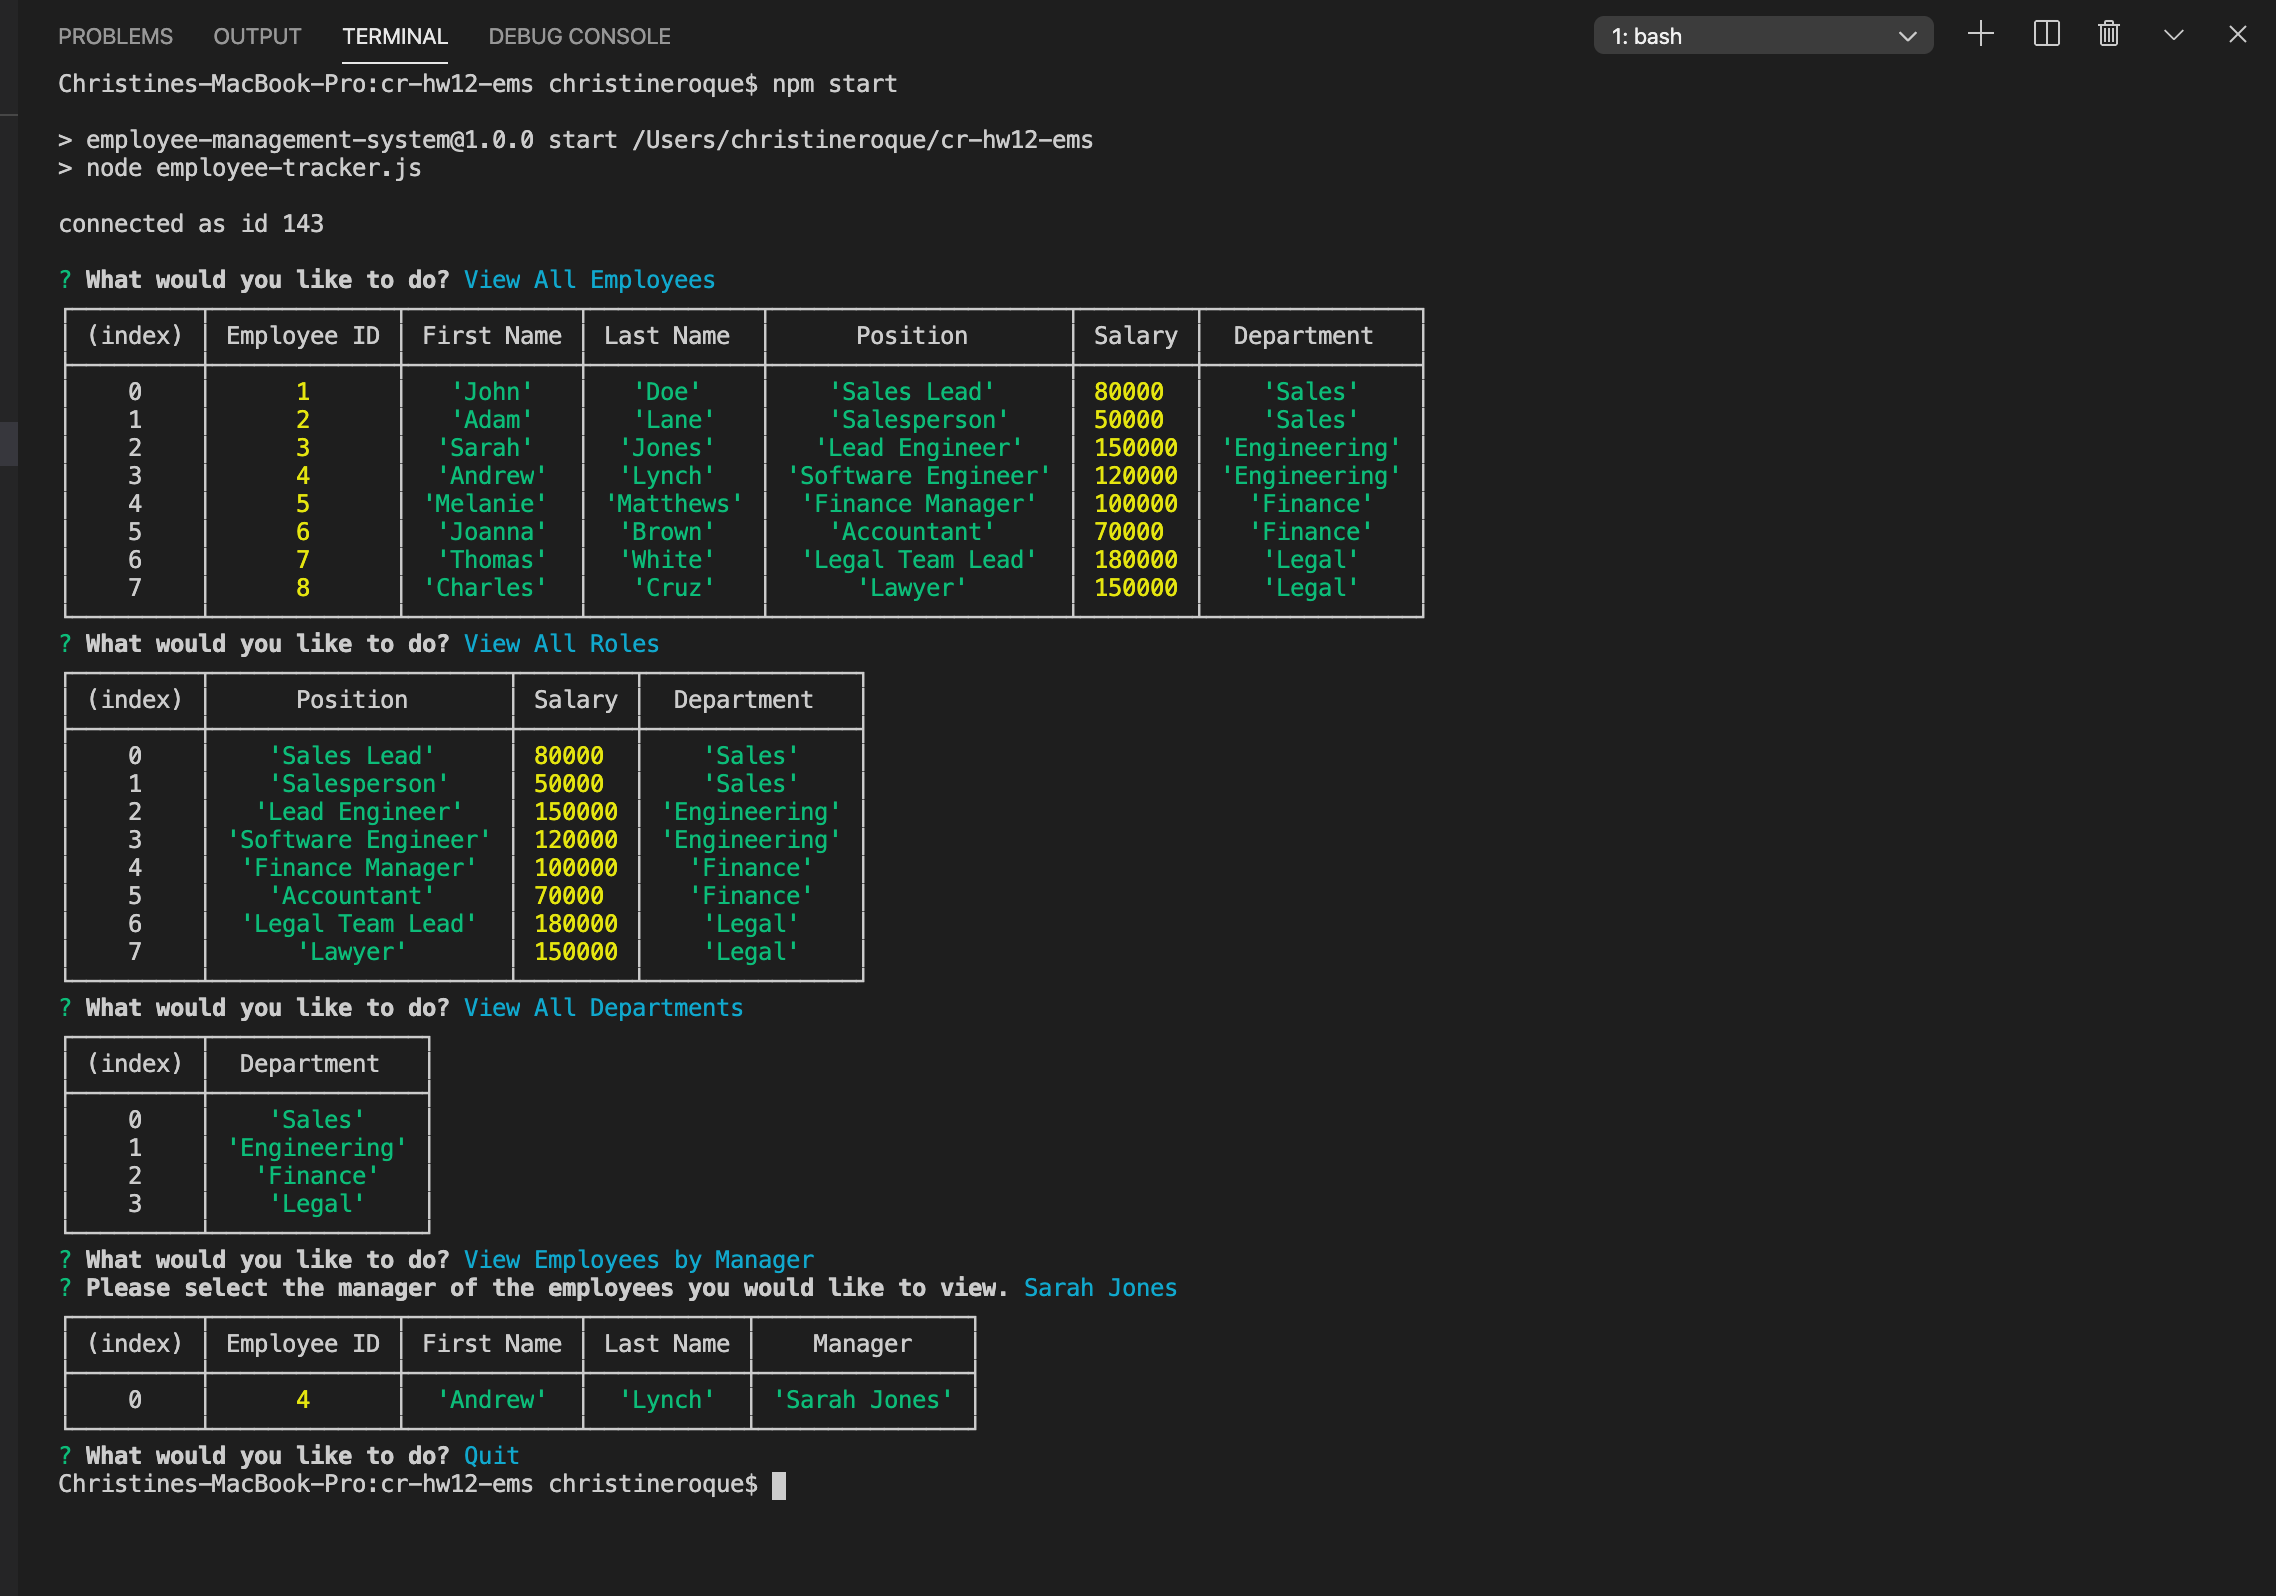 PROBLEMS OUTPUT TERMINAL DEBUG CONSOLE 1: bash
Christines-MacBook-Pro:cr-hw12-ems christineroque$ npm start
> employee-management-system@1.0.0 start /Users/christineroque/cr-hw12-ems
> node employee-tracker.js
connected as id 143
? What would you like to do? View All Employees
(index) Employee ID First Name Last Name Position Salary Department
0 1 'John' 'Doe' 'Sales Lead' 80000 'Sales'
1 2 'Adam' 'Lane' 'Salesperson' 50000 'Sales'
2 3 'Sarah' 'Jones' 'Lead Engineer' 150000 'Engineering'
3 4 'Andrew' 'Lynch' 'Software Engineer' 120000 'Engineering'
4 5 'Melanie' 'Matthews' 'Finance Manager' 100000 'Finance'
5 6 'Joanna' 'Brown' 'Accountant' 70000 'Finance'
6 7 'Thomas' 'White' 'Legal Team Lead' 180000 'Legal'
7 8 'Charles' 'Cruz' 'Lawyer' 150000 'Legal'
? What would you like to do? View All Roles
(index) Position Salary Department
0 'Sales Lead' 80000 'Sales'
1 'Salesperson' 50000 'Sales'
2 'Lead Engineer' 150000 'Engineering'
3 'Software Engineer' 120000 'Engineering'
4 'Finance Manager' 100000 'Finance'
5 'Accountant' 70000 'Finance'
6 'Legal Team Lead' 180000 'Legal'
7 'Lawyer' 150000 'Legal'
? What would you like to do? View All Departments
(index) Department
0 'Sales'
1 'Engineering'
2 'Finance'
3 'Legal'
? What would you like to do? View Employees by Manager
? Please select the manager of the employees you would like to view. Sarah Jones
(index) Employee ID First Name Last Name Manager
0 4 'Andrew' 'Lynch' 'Sarah Jones'
? What would you like to do? Quit
Christines-MacBook-Pro:cr-hw12-ems christineroque$